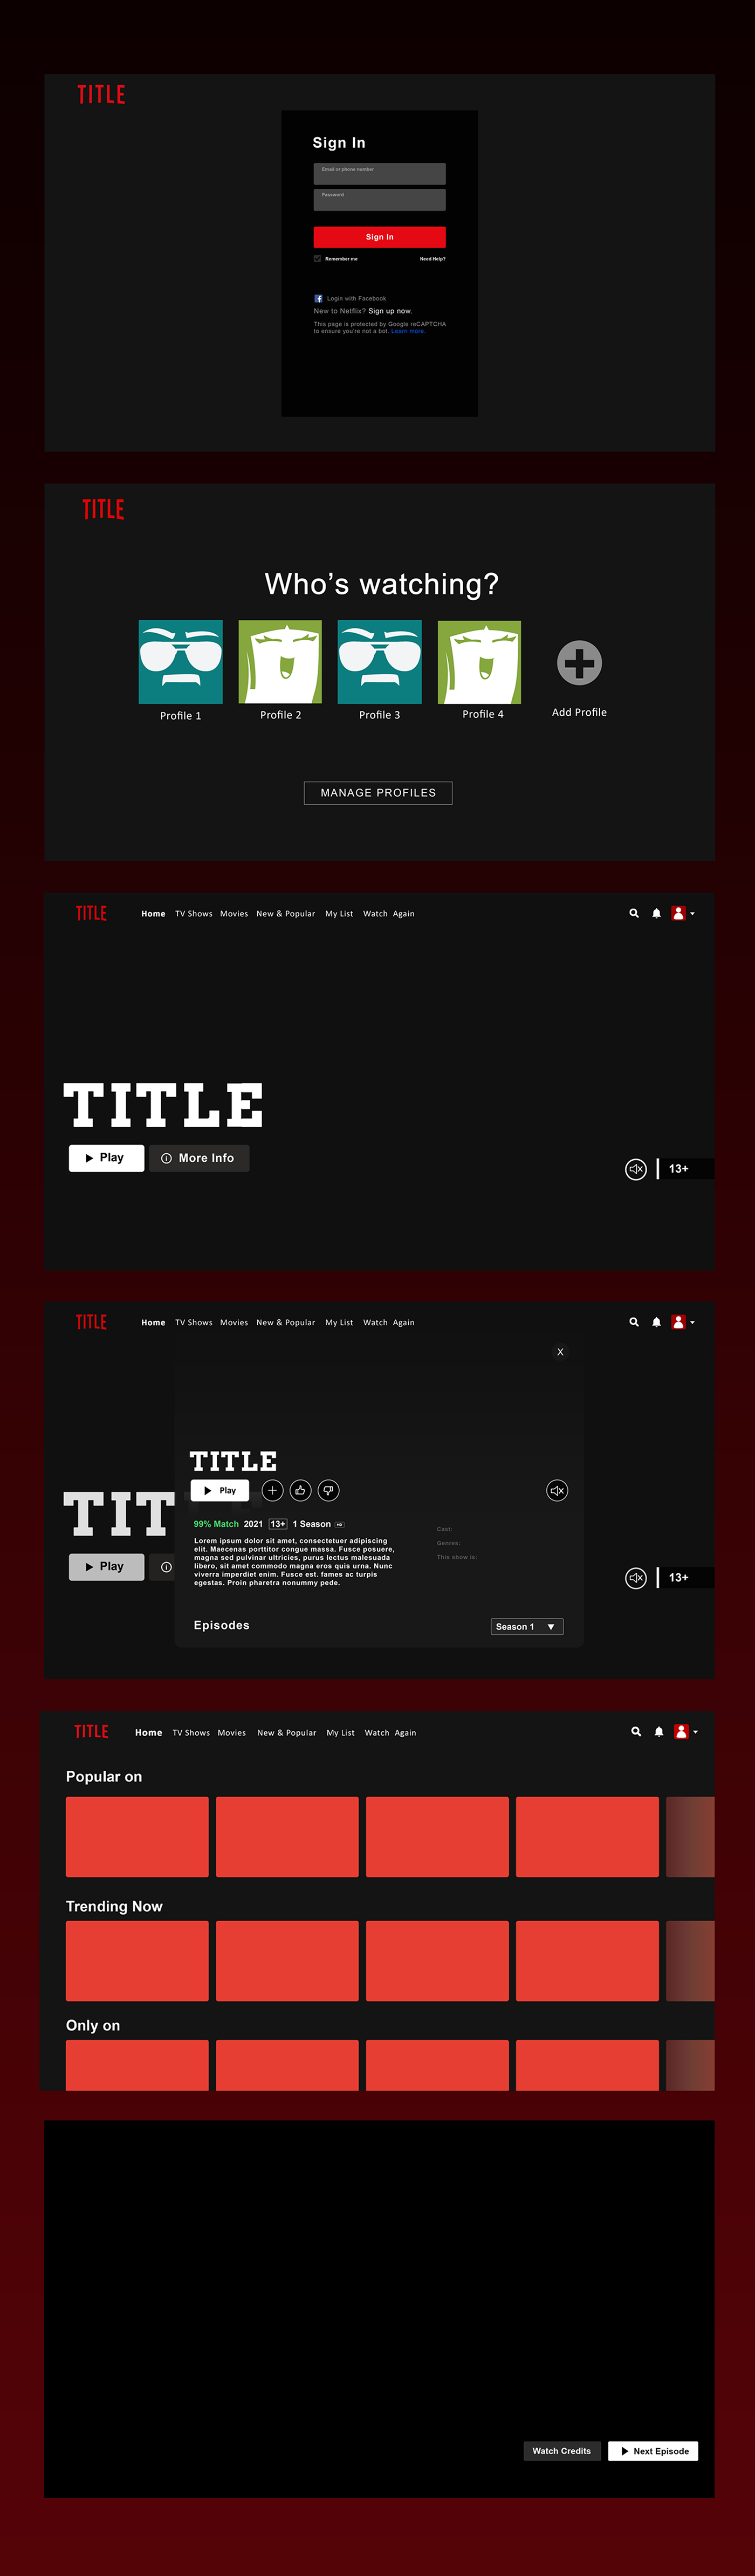 TITLE
Sign In
Email or phone number
Password
Sign In
Remember me Need Help?
Login with Facebook
New to Netflix? Sign up now.
This page is protected by Google reCAPTCHA
to ensure you're not a bot. Learn more.
TITLE
Who's watching?
Profile 1 Profile 2 Profile 3 Profile 4 Add Profile
MANAGE PROFILES
TITLE Home TV Shows Movies New & Popular My List Watch Again
TITLE
Play More Info
13+
TITLE Home TV Shows Movies New & Popular My List Watch Again
X
TITLE
Play
99% Match 2021 13+ 1 Season HD
Lorem ipsum dolor sit amet, consectetuer adipiscing
elit. Maecenas porttitor congue massa. Fusce posuere,
magna sed pulvinar ultricies, purus lectus malesuada
libero, sit amet commodo magna eros quis urna. Nunc
viverra imperdiet enim. Fusce est. fames ac turpis
egestas. Proin pharetra nonummy pede.
Cast:
Genres:
This show is:
Episodes
Season 1
TIT
Play
13+
TITLE Home TV Shows Movies New & Popular My List Watch Again
Popular on
Trending Now
Only on
Watch Credits Next Episode